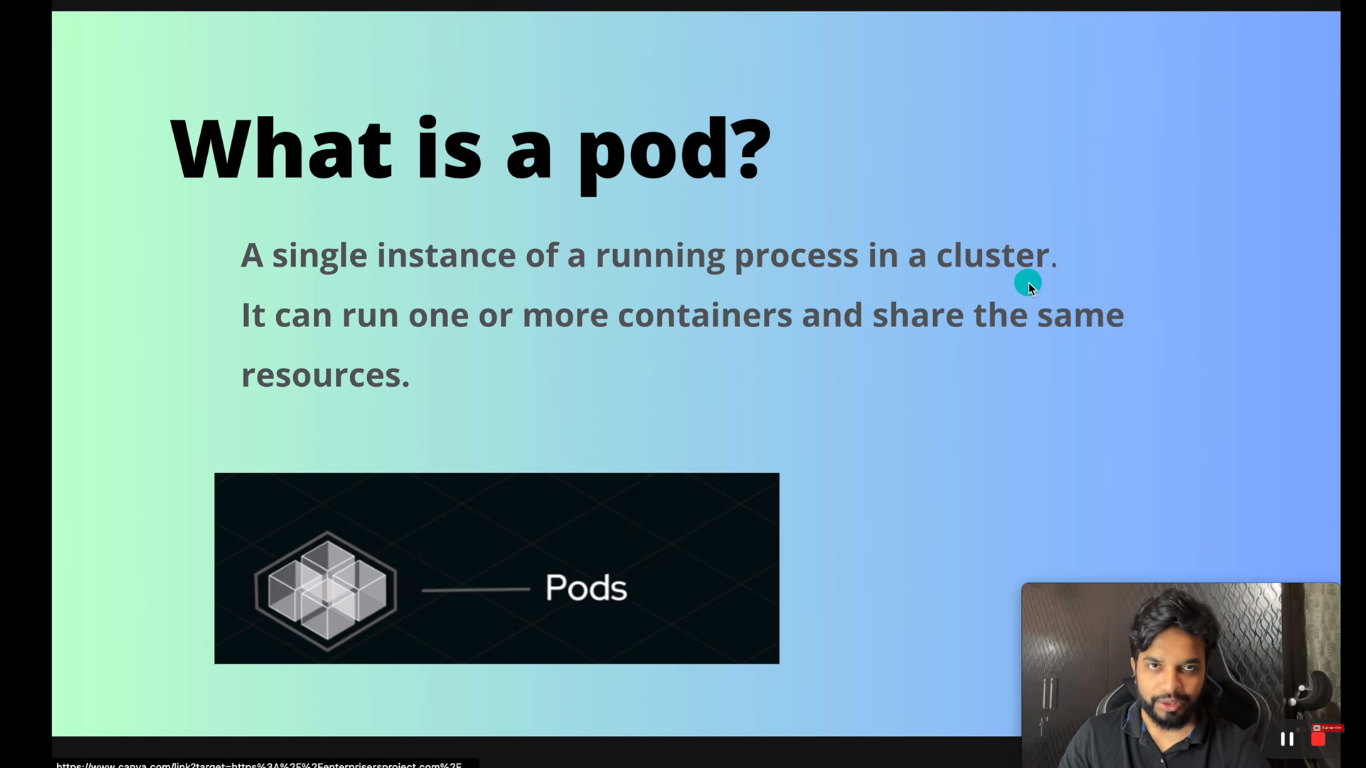 What is a pod?
A single instance of a running process in a cluster.
It can run one or more containers and share the same
resources.
Pods
https://www.canva.com/link?target=https%3A%2F%2Fenterprisersproject.com%2F